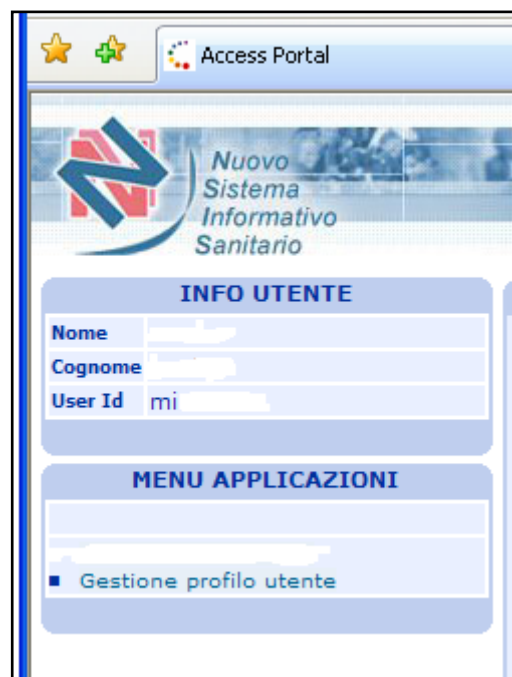 Access Portal
Nuovo
Sistema
Informativo
Sanitario
INFO UTENTE
Nome
Cognome
User Id mi
MENU APPLICAZIONI
Gestione profilo utente